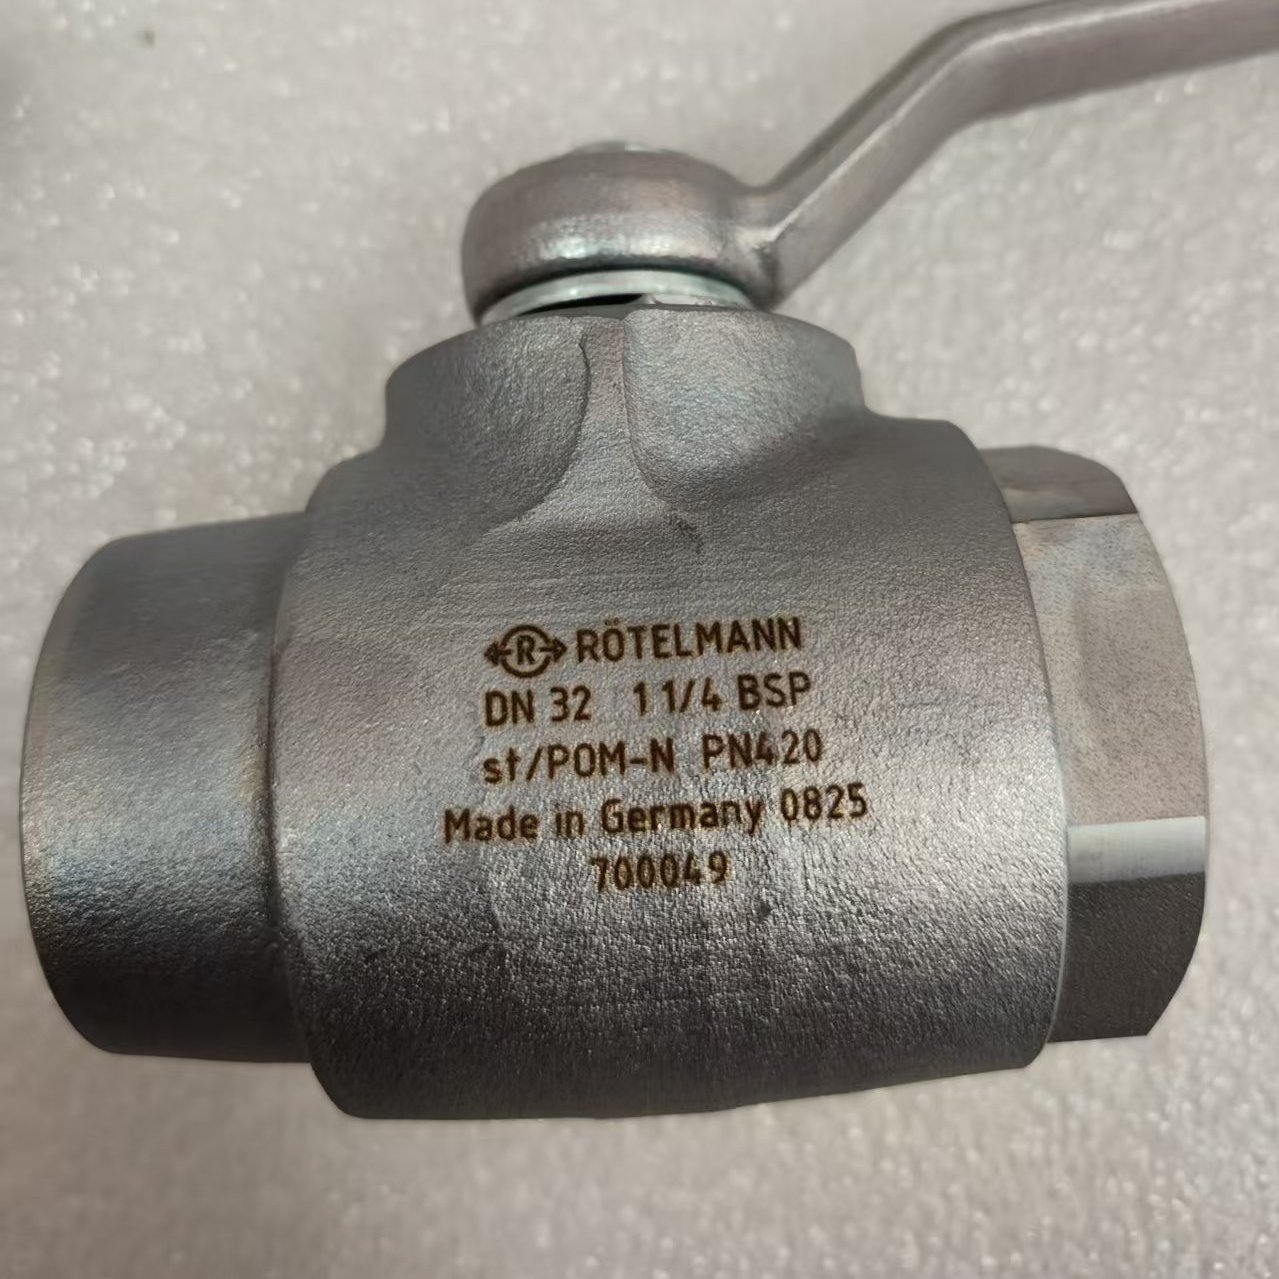 R RÖTELMANN
DN 32 1 1/4 BSP
st/POM-N PN420
Made in Germany 0825
700049